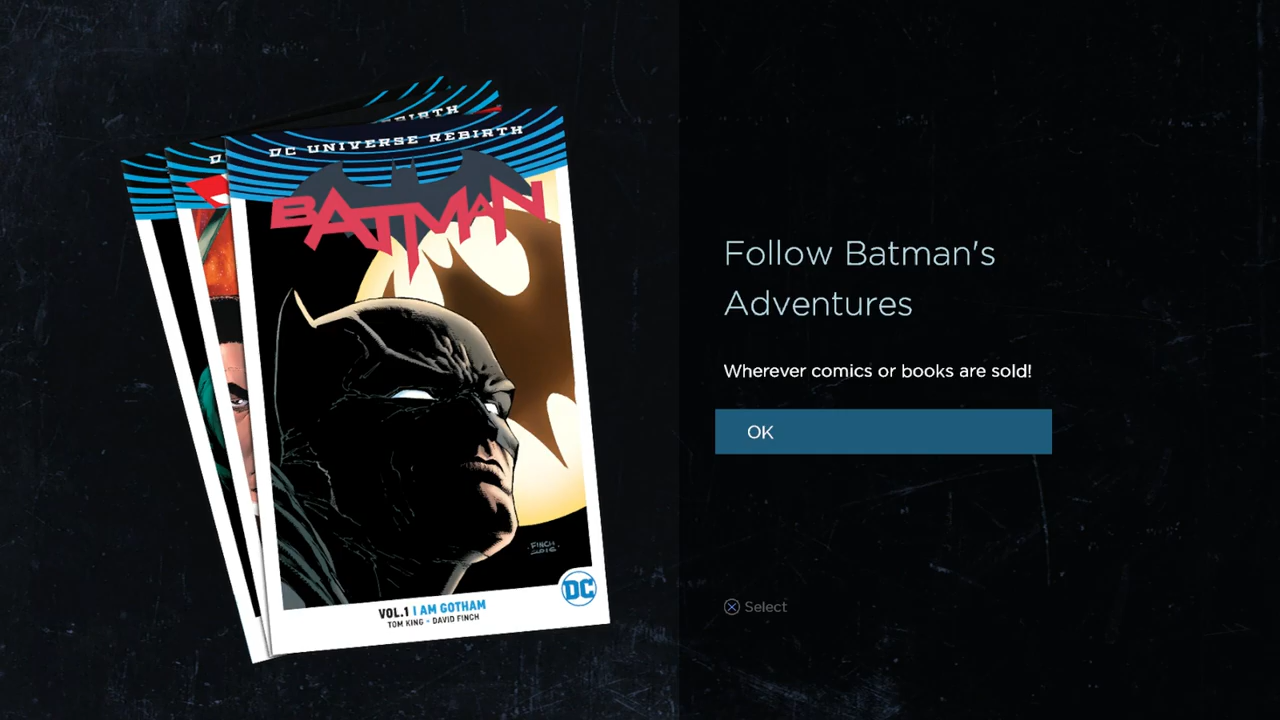 REBIRTH
D
DC UNIVERSE REBIRTH
BATMAN
FINCH
2016
DC
VOL.1 I AM GOTHAM
TOM KING - DAVID FINCH
Follow Batman's
Adventures
Wherever comics or books are sold!
OK
Select